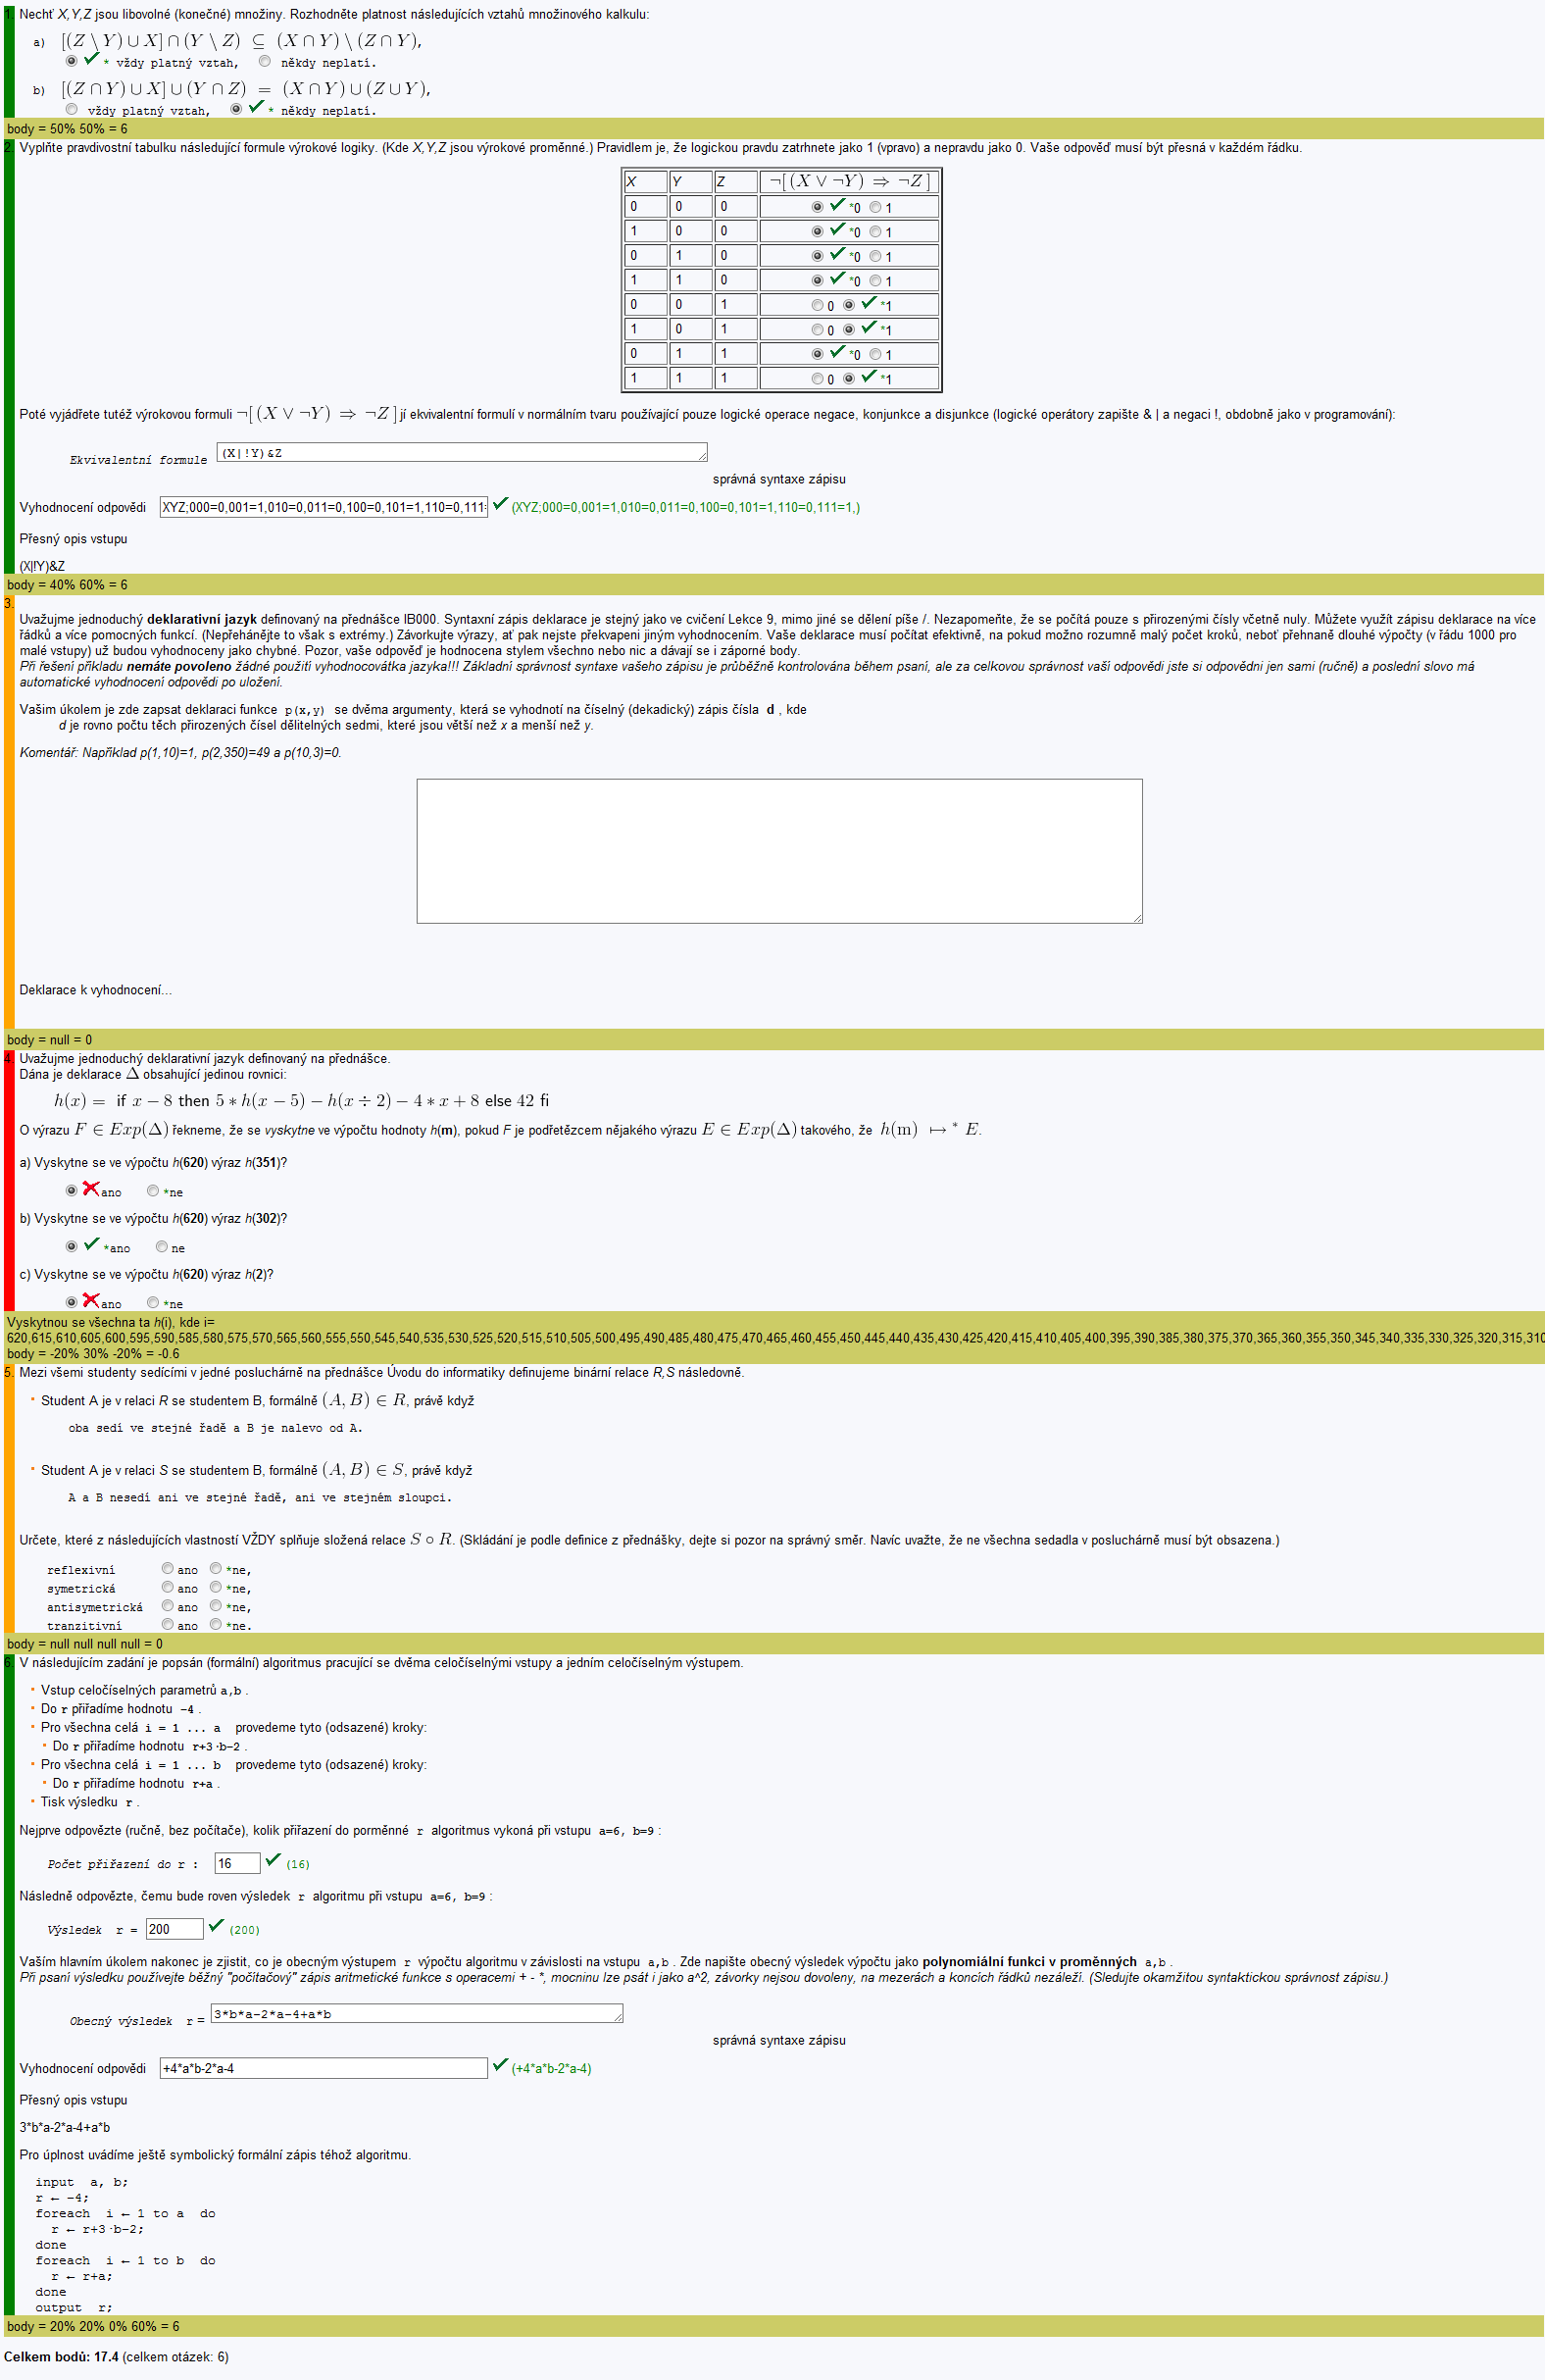 1. Nechť X,Y,Z jsou libovolné (konečné) množiny. Rozhodněte platnost následujících vztahů množinového kalkulu:
a) [(Z \ Y) ∪ X] ∩ (Y \ Z) ⊆ (X ∩ Y) \ (Z ∩ Y),
* vždy platný vztah, někdy neplatí.
b) [(Z ∩ Y) ∪ X] ∪ (Y ∩ Z) = (X ∩ Y) ∪ (Z ∪ Y),
vždy platný vztah, * někdy neplatí.
body = 50% 50% = 6
2. Vyplňte pravdivostní tabulku následující formule výrokové logiky. (Kde X,Y,Z jsou výrokové proměnné.) Pravidlem je, že logickou pravdu zatrhnete jako 1 (vpravo) a nepravdu jako 0. Vaše odpověď musí být přesná v každém řádku.
X Y Z ¬[ (X ∨ ¬Y) ⇒ ¬Z ]
0 0 0 *0 1
1 0 0 *0 1
0 1 0 *0 1
1 1 0 *0 1
0 0 1 0 *1
1 0 1 0 *1
0 1 1 *0 1
1 1 1 0 *1
Poté vyjádřete tutéž výrokovou formuli ¬[ (X ∨ ¬Y) ⇒ ¬Z ] jí ekvivalentní formulí v normálním tvaru používající pouze logické operace negace, konjunkce a disjunkce (logické operátory zapište & | a negaci !, obdobně jako v programování):
Ekvivalentní formule (X|!Y)&Z
správná syntaxe zápisu
Vyhodnocení odpovědi XYZ;000=0,001=1,010=0,011=0,100=0,101=1,110=0,111= (XYZ;000=0,001=1,010=0,011=0,100=0,101=1,110=0,111=1,)
Přesný opis vstupu
(X|!Y)&Z
body = 40% 60% = 6
3.
Uvažujme jednoduchý deklarativní jazyk definovaný na přednášce IB000. Syntaxní zápis deklarace je stejný jako ve cvičení Lekce 9, mimo jiné se dělení píše /. Nezapomeňte, že se počítá pouze s přirozenými čísly včetně nuly. Můžete využít zápisu deklarace na více
řádků a více pomocných funkcí. (Nepřehánějte to však s extrémy.) Závorkujte výrazy, ať pak nejste překvapeni jiným vyhodnocením. Vaše deklarace musí počítat efektivně, na pokud možno rozumně malý počet kroků, neboť přehnaně dlouhé výpočty (v řádu 1000 pro
malé vstupy) už budou vyhodnoceny jako chybné. Pozor, vaše odpověď je hodnocena stylem všechno nebo nic a dávají se i záporné body.
Při řešení příkladu nemáte povoleno žádné použití vyhodnocovátka jazyka!!! Základní správnost syntaxe vašeho zápisu je průběžně kontrolována během psaní, ale za celkovou správnost vaší odpovědi jste si odpovědni jen sami (ručně) a poslední slovo má
automatické vyhodnocení odpovědi po uložení.
Vašim úkolem je zde zapsat deklaraci funkce p(x,y) se dvěma argumenty, která se vyhodnotí na číselný (dekadický) zápis čísla d , kde
d je rovno počtu těch přirozených čísel dělitelných sedmi, které jsou větší než x a menší než y.
Komentář: Například p(1,10)=1, p(2,350)=49 a p(10,3)=0.
Deklarace k vyhodnocení...
body = null = 0
4. Uvažujme jednoduchý deklarativní jazyk definovaný na přednášce.
Dána je deklarace Δ obsahující jedinou rovnici:
h(x) = if x − 8 then 5 ∗ h(x − 5) − h(x ÷ 2) − 4 ∗ x + 8 else 42 fi
O výrazu F ∈ Exp(Δ) řekneme, že se vyskytne ve výpočtu hodnoty h(m), pokud F je podřetězcem nějakého výrazu E ∈ Exp(Δ) takového, že h(m) ↦* E.
a) Vyskytne se ve výpočtu h(620) výraz h(351)?
ano *ne
b) Vyskytne se ve výpočtu h(620) výraz h(302)?
*ano ne
c) Vyskytne se ve výpočtu h(620) výraz h(2)?
ano *ne
Vyskytnou se všechna ta h(i), kde i=
620,615,610,605,600,595,590,585,580,575,570,565,560,555,550,545,540,535,530,525,520,515,510,505,500,495,490,485,480,475,470,465,460,455,450,445,440,435,430,425,420,415,410,405,400,395,390,385,380,375,370,365,360,355,350,345,340,335,330,325,320,315,310
body = -20% 30% -20% = -0.6
5. Mezi všemi studenty sedícími v jedné posluchárně na přednášce Úvodu do informatiky definujeme binární relace R,S následovně.
Student A je v relaci R se studentem B, formálně (A, B) ∈ R, právě když
oba sedí ve stejné řadě a B je nalevo od A.
Student A je v relaci S se studentem B, formálně (A, B) ∈ S, právě když
A a B nesedí ani ve stejné řadě, ani ve stejném sloupci.
Určete, které z následujících vlastností VŽDY splňuje složená relace S ∘ R. (Skládání je podle definice z přednášky, dejte si pozor na správný směr. Navíc uvažte, že ne všechna sedadla v posluchárně musí být obsazena.)
reflexivní ano *ne,
symetrická ano *ne,
antisymetrická ano *ne,
tranzitivní ano *ne.
body = null null null null = 0
6. V následujícím zadání je popsán (formální) algoritmus pracující se dvěma celočíselnými vstupy a jedním celočíselným výstupem.
Vstup celočíselných parametrů a,b .
Do r přiřadíme hodnotu -4 .
Pro všechna celá i = 1 ... a provedeme tyto (odsazené) kroky:
Do r přiřadíme hodnotu r+3·b-2 .
Pro všechna celá i = 1 ... b provedeme tyto (odsazené) kroky:
Do r přiřadíme hodnotu r+a .
Tisk výsledku r .
Nejprve odpovězte (ručně, bez počítače), kolik přiřazení do porměnné r algoritmus vykoná při vstupu a=6, b=9 :
Počet přiřazení do r : 16 (16)
Následně odpovězte, čemu bude roven výsledek r algoritmu při vstupu a=6, b=9 :
Výsledek r = 200 (200)
Vaším hlavním úkolem nakonec je zjistit, co je obecným výstupem r výpočtu algoritmu v závislosti na vstupu a,b . Zde napište obecný výsledek výpočtu jako polynomiální funkci v proměnných a,b .
Při psaní výsledku používejte běžný "počítačový" zápis aritmetické funkce s operacemi + - *, mocninu lze psát i jako a^2, závorky nejsou dovoleny, na mezerách a koncích řádků nezáleží. (Sledujte okamžitou syntaktickou správnost zápisu.)
Obecný výsledek r = 3*b*a-2*a-4+a*b
správná syntaxe zápisu
Vyhodnocení odpovědi +4*a*b-2*a-4 (+4*a*b-2*a-4)
Přesný opis vstupu
3*b*a-2*a-4+a*b
Pro úplnost uvádíme ještě symbolický formální zápis téhož algoritmu.
input a, b;
r ← -4;
foreach i ← 1 to a do
r ← r+3·b-2;
done
foreach i ← 1 to b do
r ← r+a;
done
output r;
body = 20% 20% 0% 60% = 6
Celkem bodů: 17.4 (celkem otázek: 6)